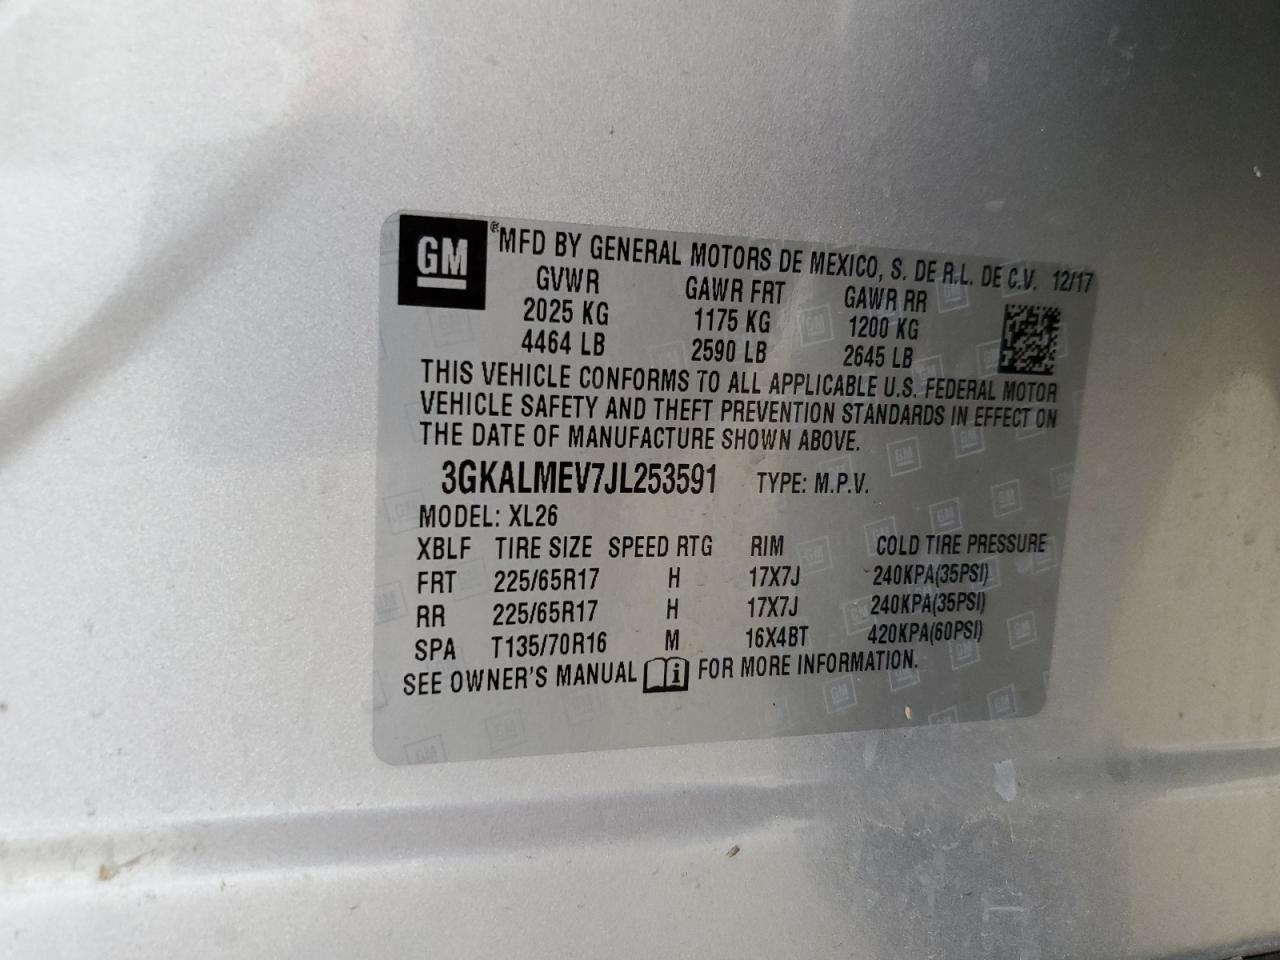 GM ® MFD BY GENERAL MOTORS DE MEXICO, S. DE R.L. DE C.V. 12/17
GVWR GAWR FRT GAWR RR
2025 KG 1175 KG 1200 KG
4464 LB 2590 LB 2645 LB
THIS VEHICLE CONFORMS TO ALL APPLICABLE U.S. FEDERAL MOTOR
VEHICLE SAFETY AND THEFT PREVENTION STANDARDS IN EFFECT ON
THE DATE OF MANUFACTURE SHOWN ABOVE.
3GKALMEV7JL253591 TYPE: M.P.V.
MODEL: XL26
XBLF TIRE SIZE SPEED RTG RIM COLD TIRE PRESSURE
FRT 225/65R17 H 17X7J 240KPA(35PSI)
RR 225/65R17 H 17X7J 240KPA(35PSI)
SPA T135/70R16 M 16X4BT 420KPA(60PSI)
SEE OWNER'S MANUAL i FOR MORE INFORMATION.